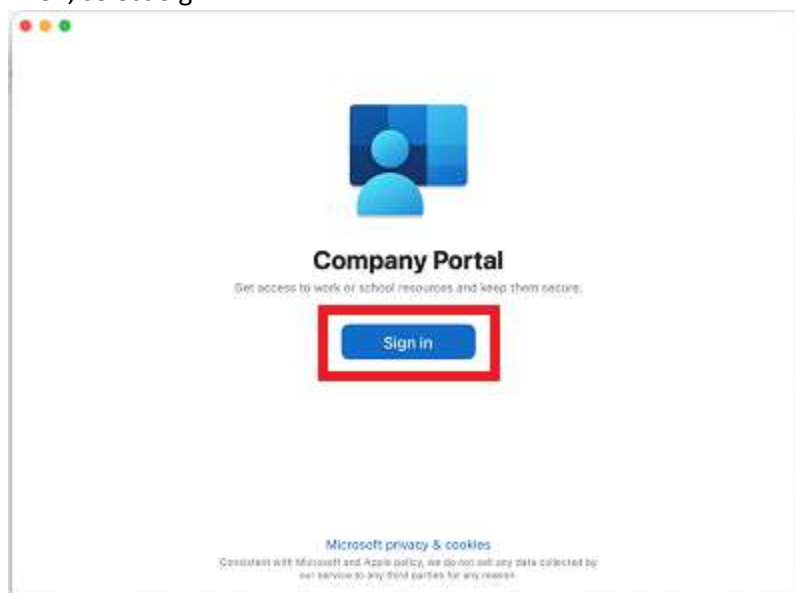 Company Portal
Get access to work or school resources and keep them secure.
Sign in
Microsoft privacy & cookies
Consistent with Microsoft and Apple policy, we do not sell any data collected by
our service to any third parties for any reason